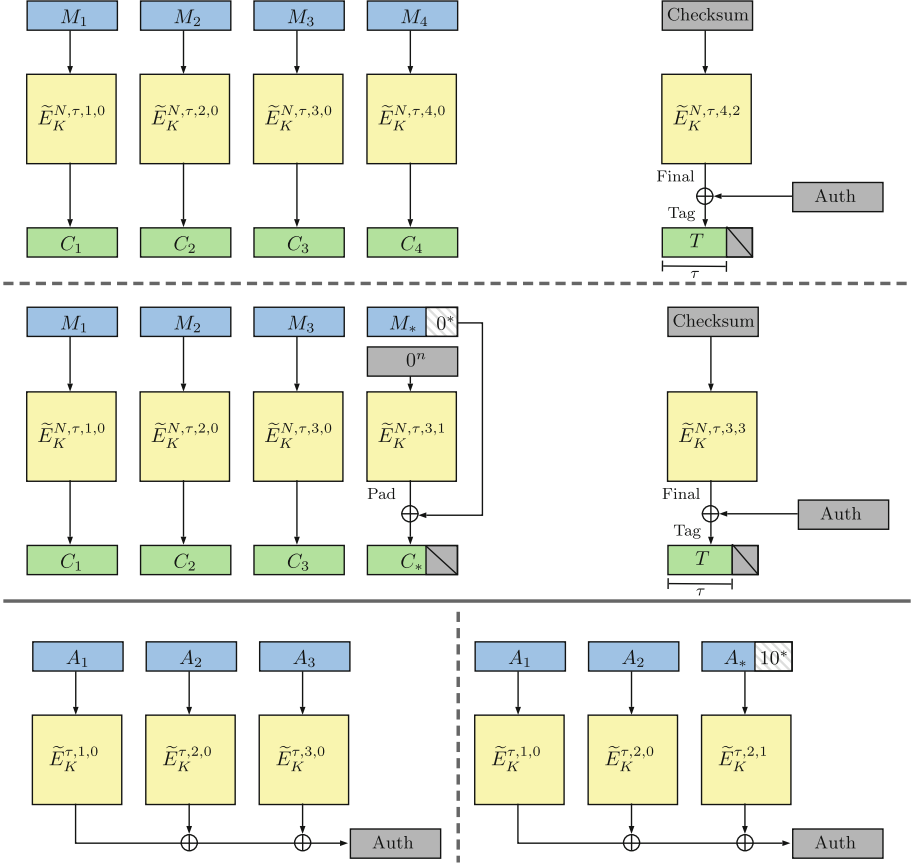 M₁ M₂ M₃ M₄ Checksum
Ẽ_K^{N,τ,1,0} Ẽ_K^{N,τ,2,0} Ẽ_K^{N,τ,3,0} Ẽ_K^{N,τ,4,0} Ẽ_K^{N,τ,4,2}
Final
Auth
Tag
C₁ C₂ C₃ C₄ T
τ
M₁ M₂ M₃ M_* 0^* Checksum
0ⁿ
Ẽ_K^{N,τ,1,0} Ẽ_K^{N,τ,2,0} Ẽ_K^{N,τ,3,0} Ẽ_K^{N,τ,3,1} Ẽ_K^{N,τ,3,3}
Pad Final
Auth
Tag
C₁ C₂ C₃ C_* T
τ
A₁ A₂ A₃
Ẽ_K^{τ,1,0} Ẽ_K^{τ,2,0} Ẽ_K^{τ,3,0}
Auth
A₁ A₂ A_* 10^*
Ẽ_K^{τ,1,0} Ẽ_K^{τ,2,0} Ẽ_K^{τ,2,1}
Auth